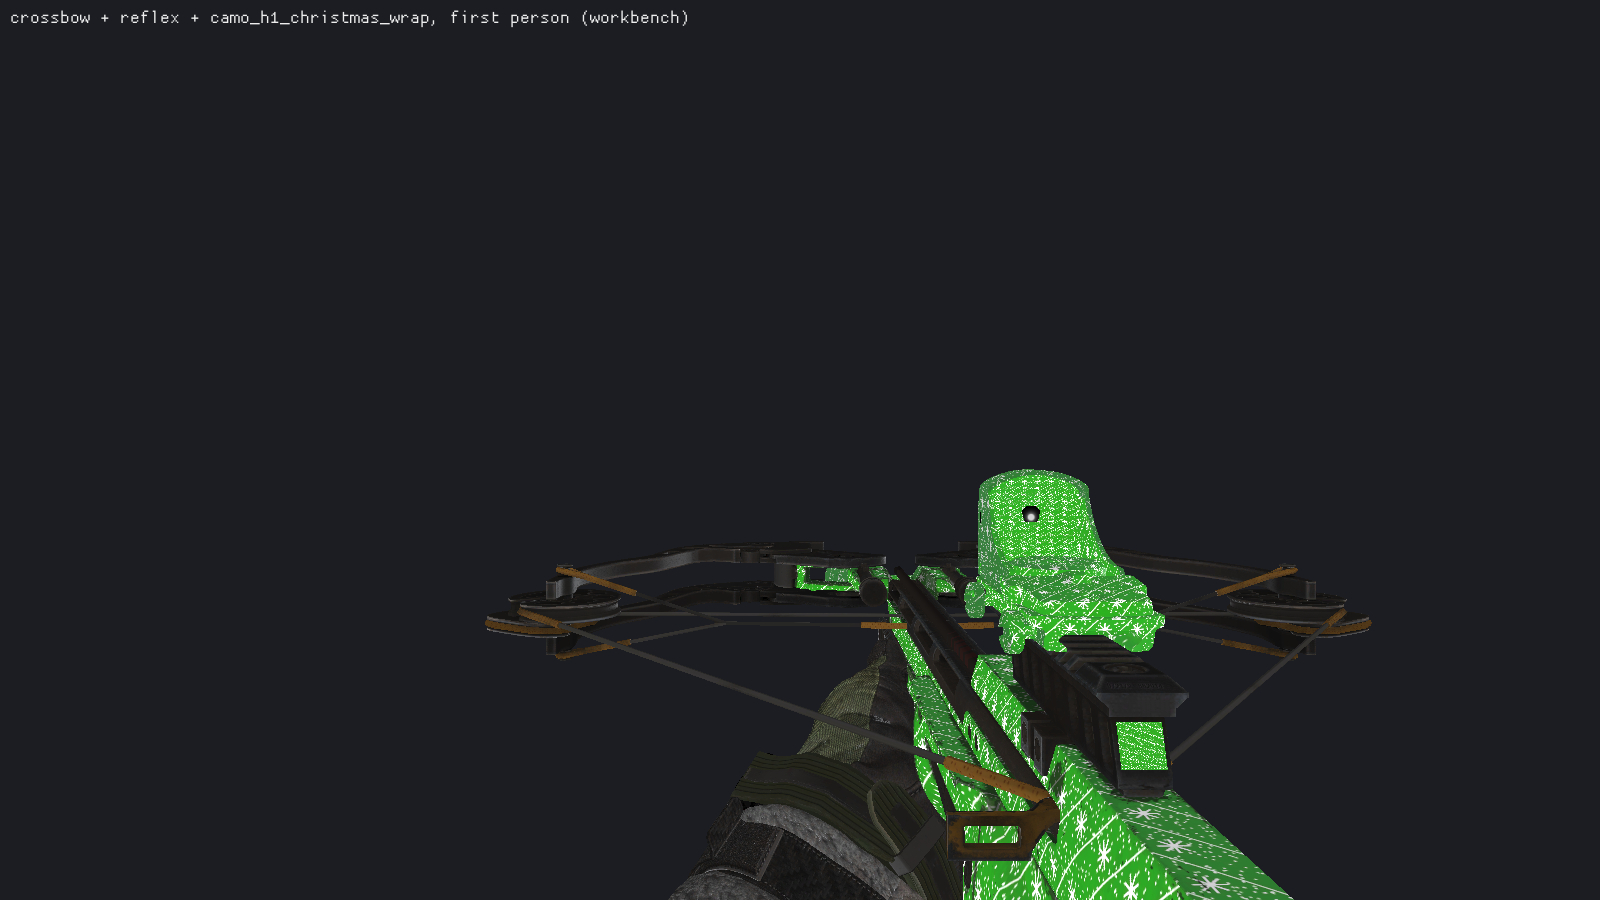 crossbow + reflex + camo_h1_christmas_wrap, first person (workbench)